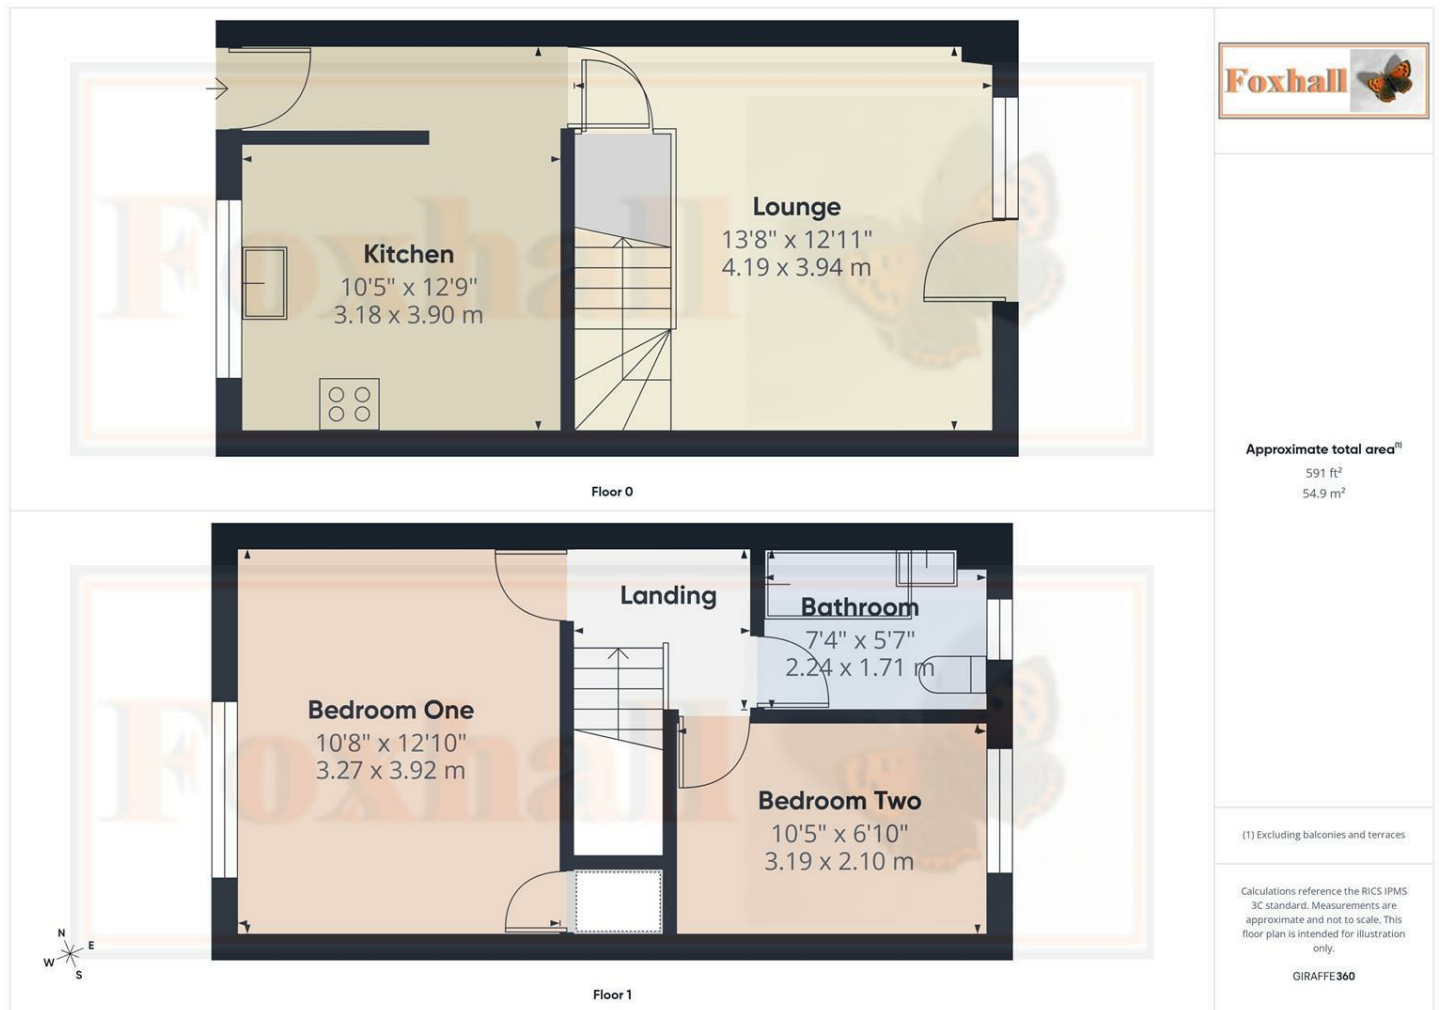 Kitchen
10'5" x 12'9"
3.18 x 3.90 m
Lounge
13'8" x 12'11"
4.19 x 3.94 m
Foxhall
Floor 0
Landing
Bathroom
7'4" x 5'7"
2.24 x 1.71 m
Bedroom One
10'8" x 12'10"
3.27 x 3.92 m
Bedroom Two
10'5" x 6'10"
3.19 x 2.10 m
Foxhall
N
E
W
S
Floor 1
Foxhall
Approximate total area(1)
591 ft²
54.9 m²
(1) Excluding balconies and terraces
Calculations reference the RICS IPMS
3C standard. Measurements are
approximate and not to scale. This
floor plan is intended for illustration
only.
GIRAFFE360